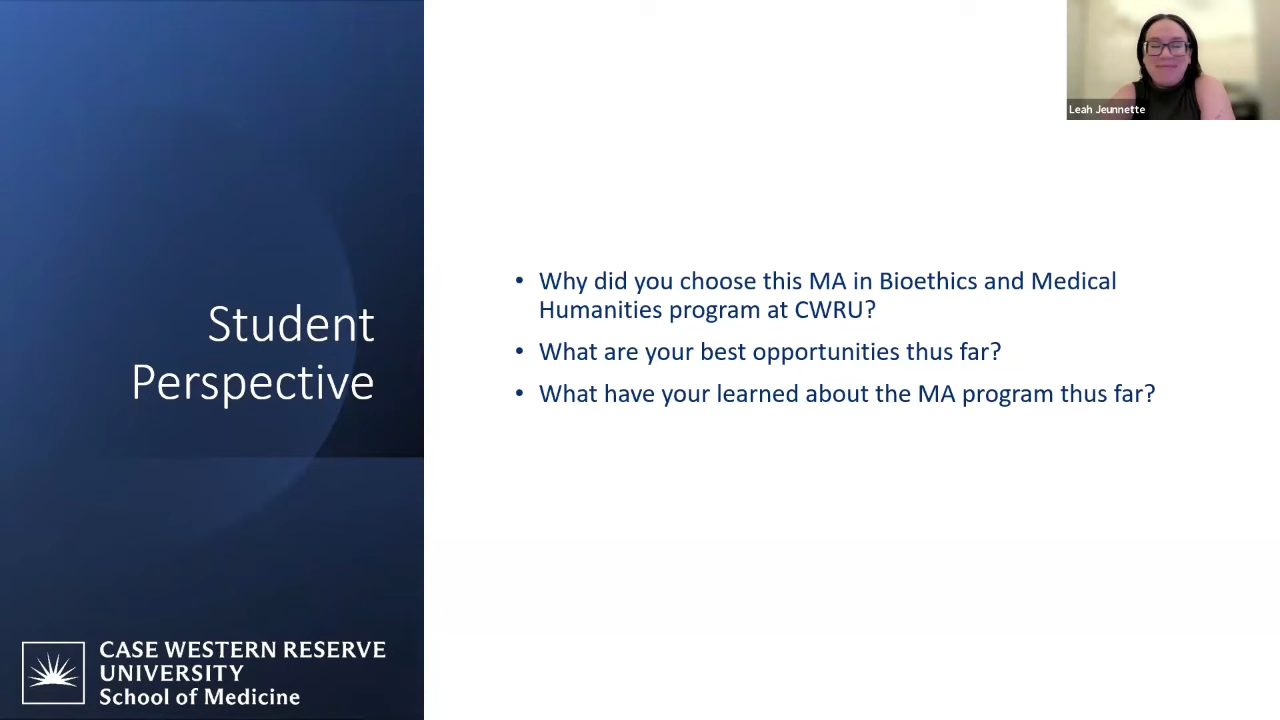 Leah Jeunnette
Student
Perspective
• Why did you choose this MA in Bioethics and Medical
Humanities program at CWRU?
• What are your best opportunities thus far?
• What have your learned about the MA program thus far?
CASE WESTERN RESERVE
UNIVERSITY
School of Medicine